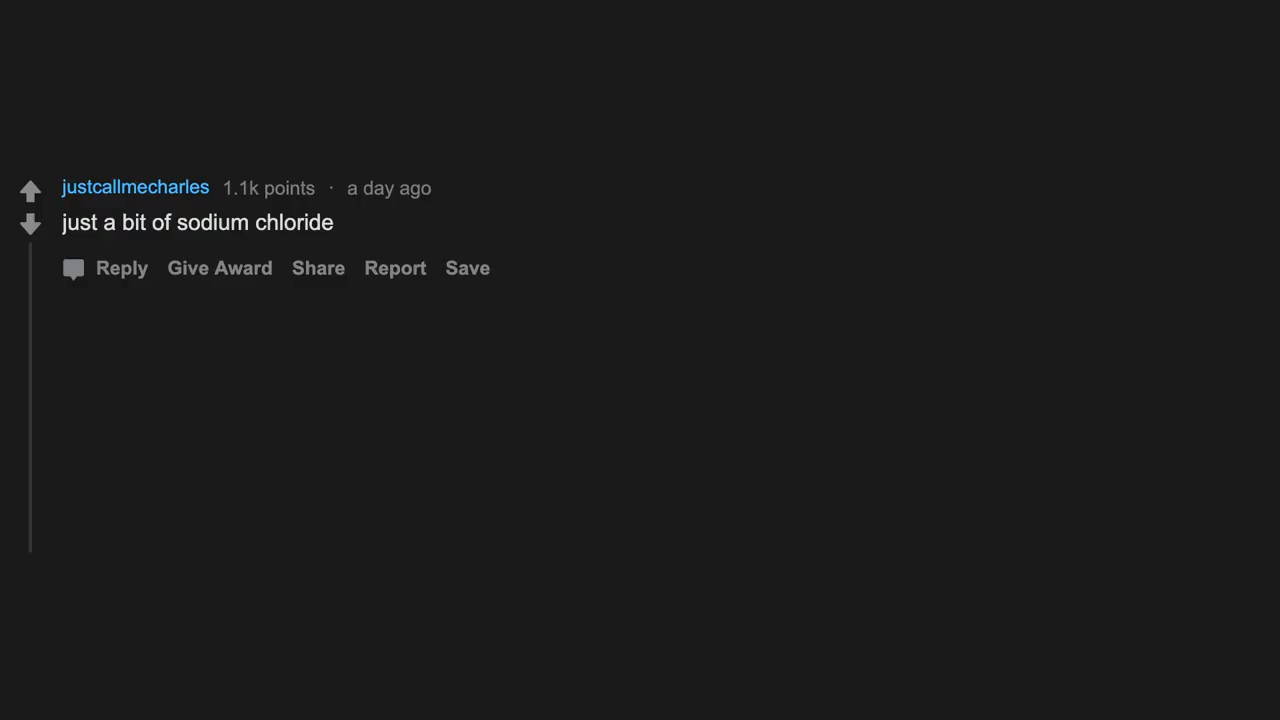 justcallmecharles 1.1k points · a day ago
just a bit of sodium chloride
Reply Give Award Share Report Save